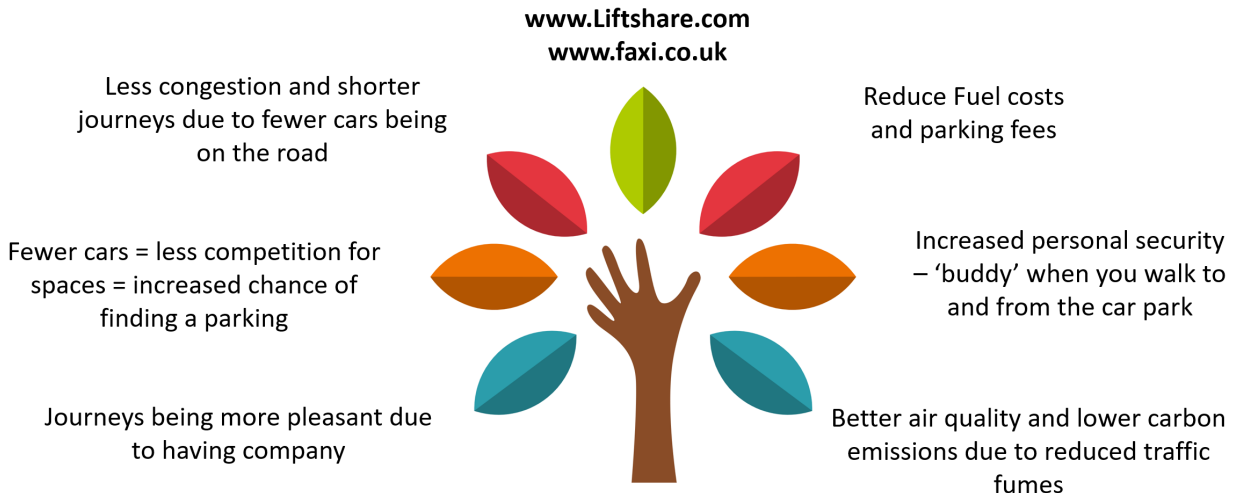 www.Liftshare.com
www.faxi.co.uk
Less congestion and shorter
journeys due to fewer cars being
on the road
Reduce Fuel costs
and parking fees
Fewer cars = less competition for
spaces = increased chance of
finding a parking
Increased personal security
– ‘buddy’ when you walk to
and from the car park
Journeys being more pleasant due
to having company
Better air quality and lower carbon
emissions due to reduced traffic
fumes